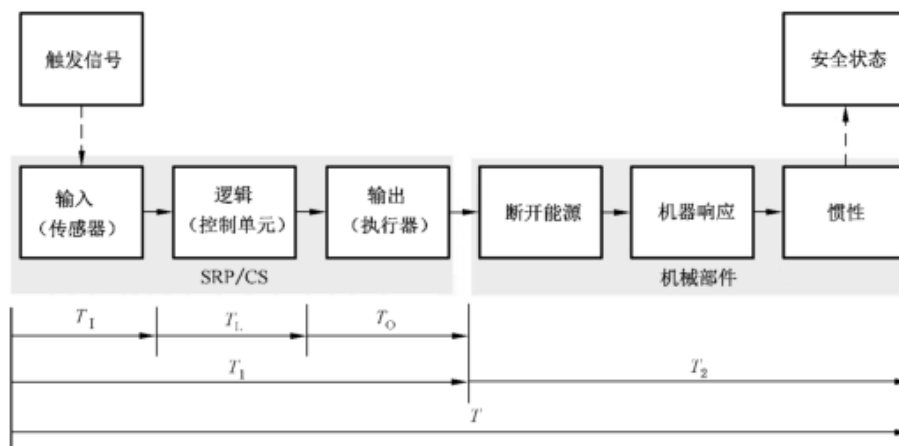 触发信号
安全状态
输入
（传感器）
逻辑
（控制单元）
输出
（执行器）
断开能源
机器响应
惯性
SRP/CS
机械部件
T_I
T_L
T_O
T_1
T_2
T